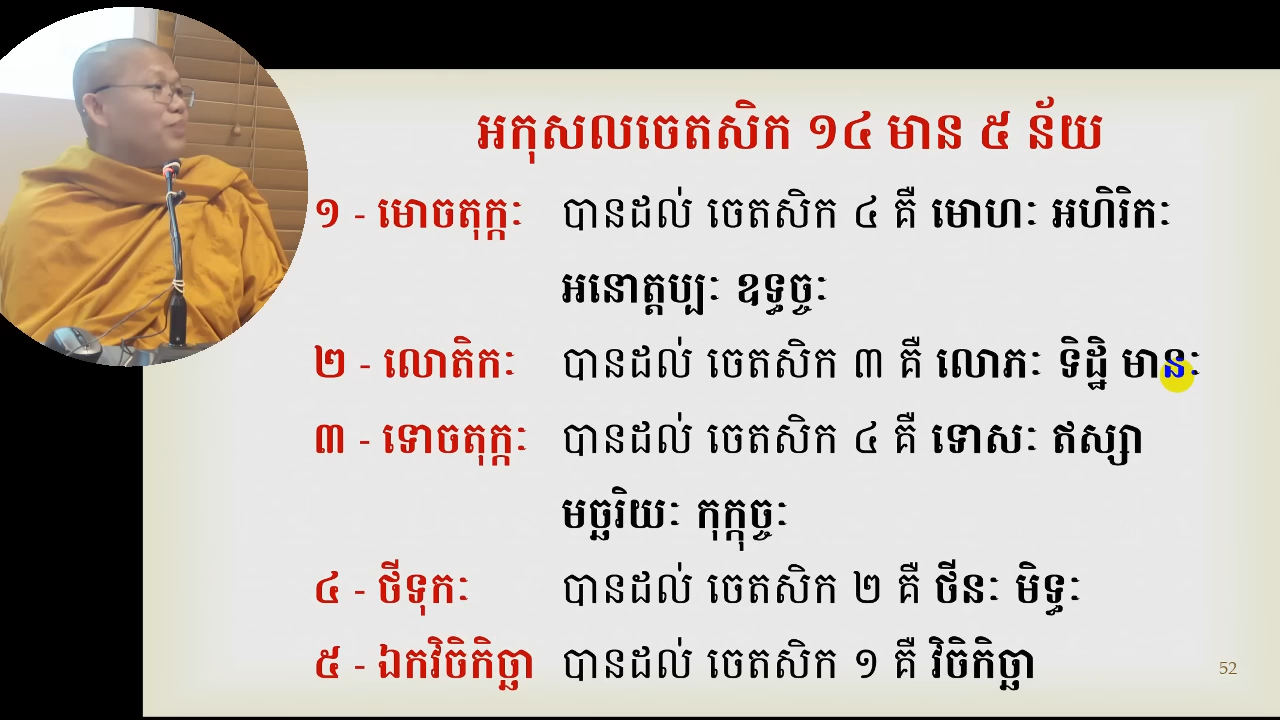 អកុសលចេតសិក ១៤ មាន ៥ ន័យ
១ - មោចតុក្កៈ បានដល់ ចេតសិក ៤ គឺ មោហៈ អហិរិកៈ
អនោត្តប្បៈ ឧទ្ធច្ចៈ
២ - លោតិកៈ បានដល់ ចេតសិក ៣ គឺ លោភៈ ទិដ្ឋិ មានៈ
៣ - ទោចតុក្កៈ បានដល់ ចេតសិក ៤ គឺ ទោសៈ ឥស្សា
មច្ឆរិយៈ កុក្កុច្ចៈ
៤ - ថីទុកៈ បានដល់ ចេតសិក ២ គឺ ថីនៈ មិទ្ធៈ
៥ - ឯកវិចិកិច្ឆា បានដល់ ចេតសិក ១ គឺ វិចិកិច្ឆា
52